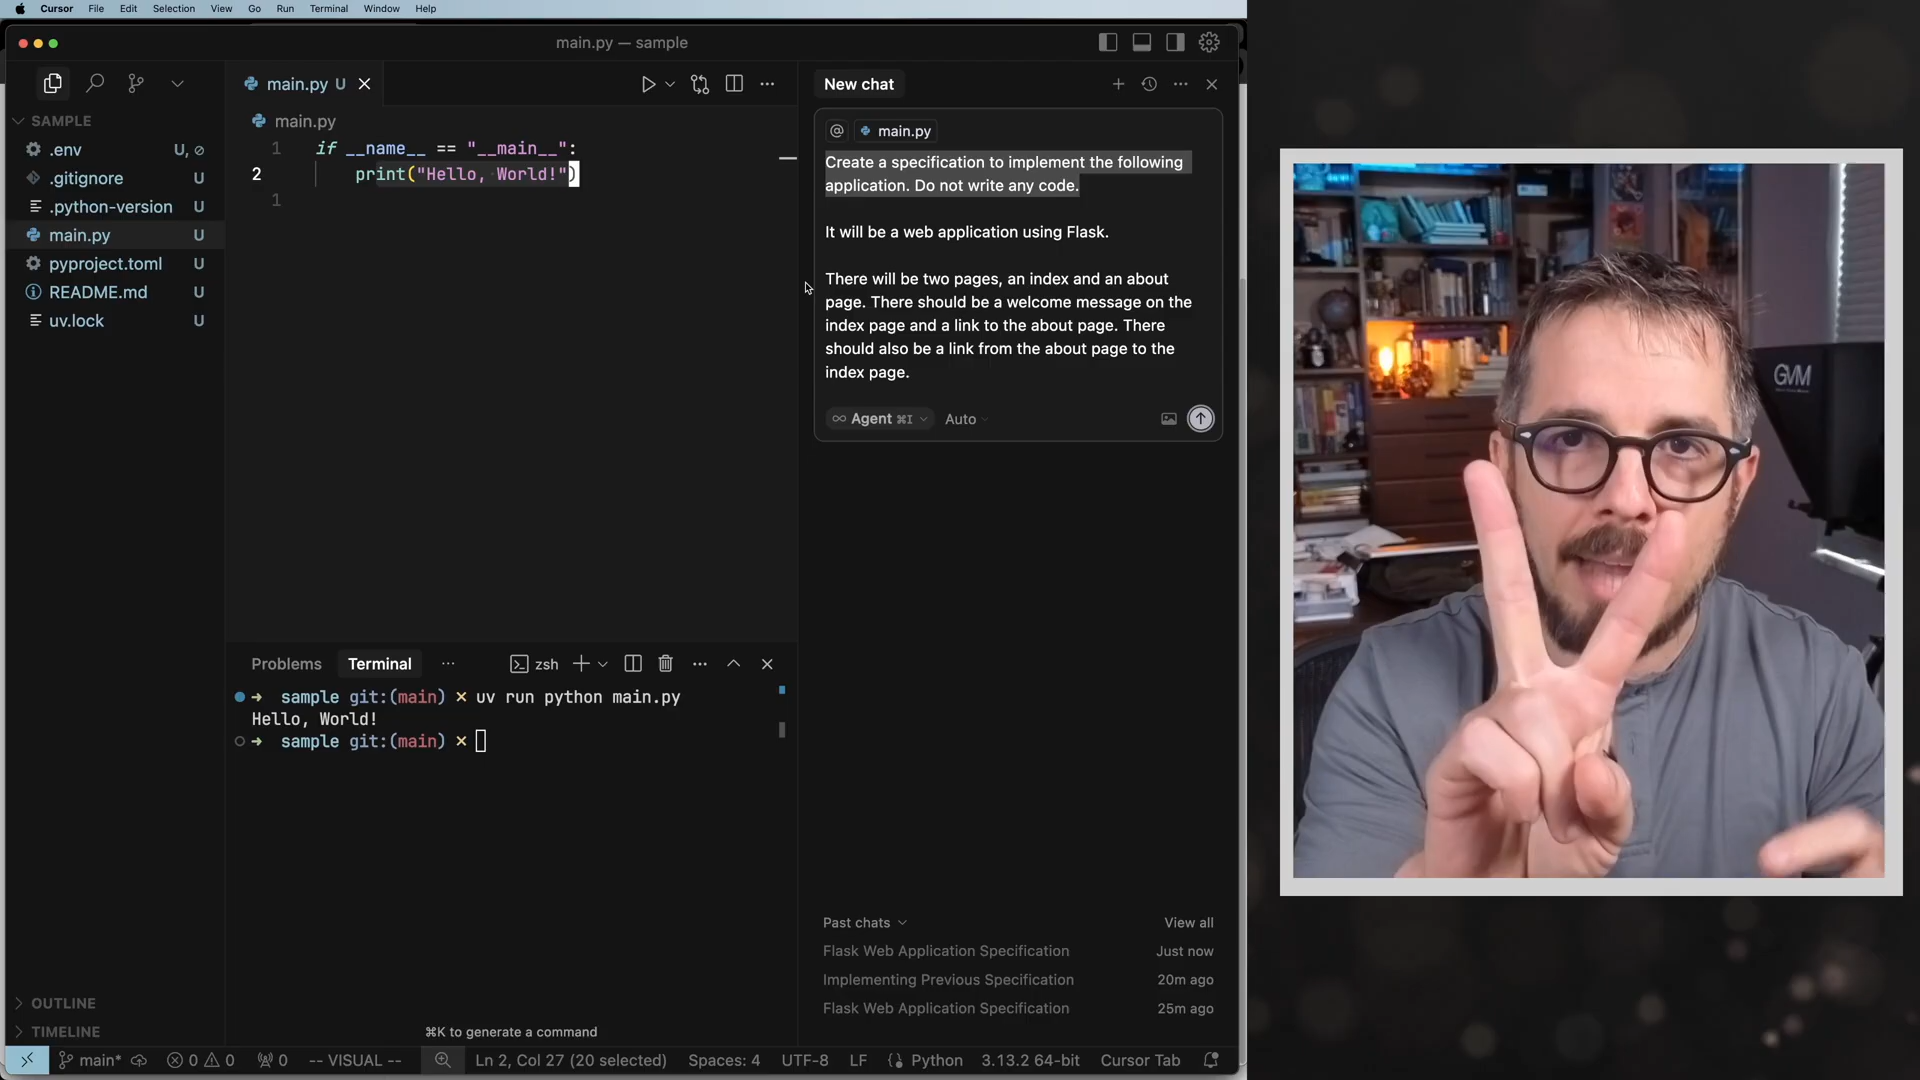 Cursor File Edit Selection View Go Run Terminal Window Help
main.py — sample
SAMPLE
.env U,
.gitignore U
.python-version U
main.py U
pyproject.toml U
README.md U
uv.lock U
OUTLINE
TIMELINE
main.py U
main.py
1 if __name__ == "__main__":
2 print("Hello, World!")
1
Problems Terminal zsh
sample git:(main) × uv run python main.py
Hello, World!
sample git:(main) ×
⌘K to generate a command
New chat
@ main.py
Create a specification to implement the following
application. Do not write any code.
It will be a web application using Flask.
There will be two pages, an index and an about
page. There should be a welcome message on the
index page and a link to the about page. There
should also be a link from the about page to the
index page.
∞ Agent ⌘I Auto
Past chats View all
Flask Web Application Specification Just now
Implementing Previous Specification 20m ago
Flask Web Application Specification 25m ago
main* 0 0 0 -- VISUAL -- Ln 2, Col 27 (20 selected) Spaces: 4 UTF-8 LF {} Python 3.13.2 64-bit Cursor Tab
GVM